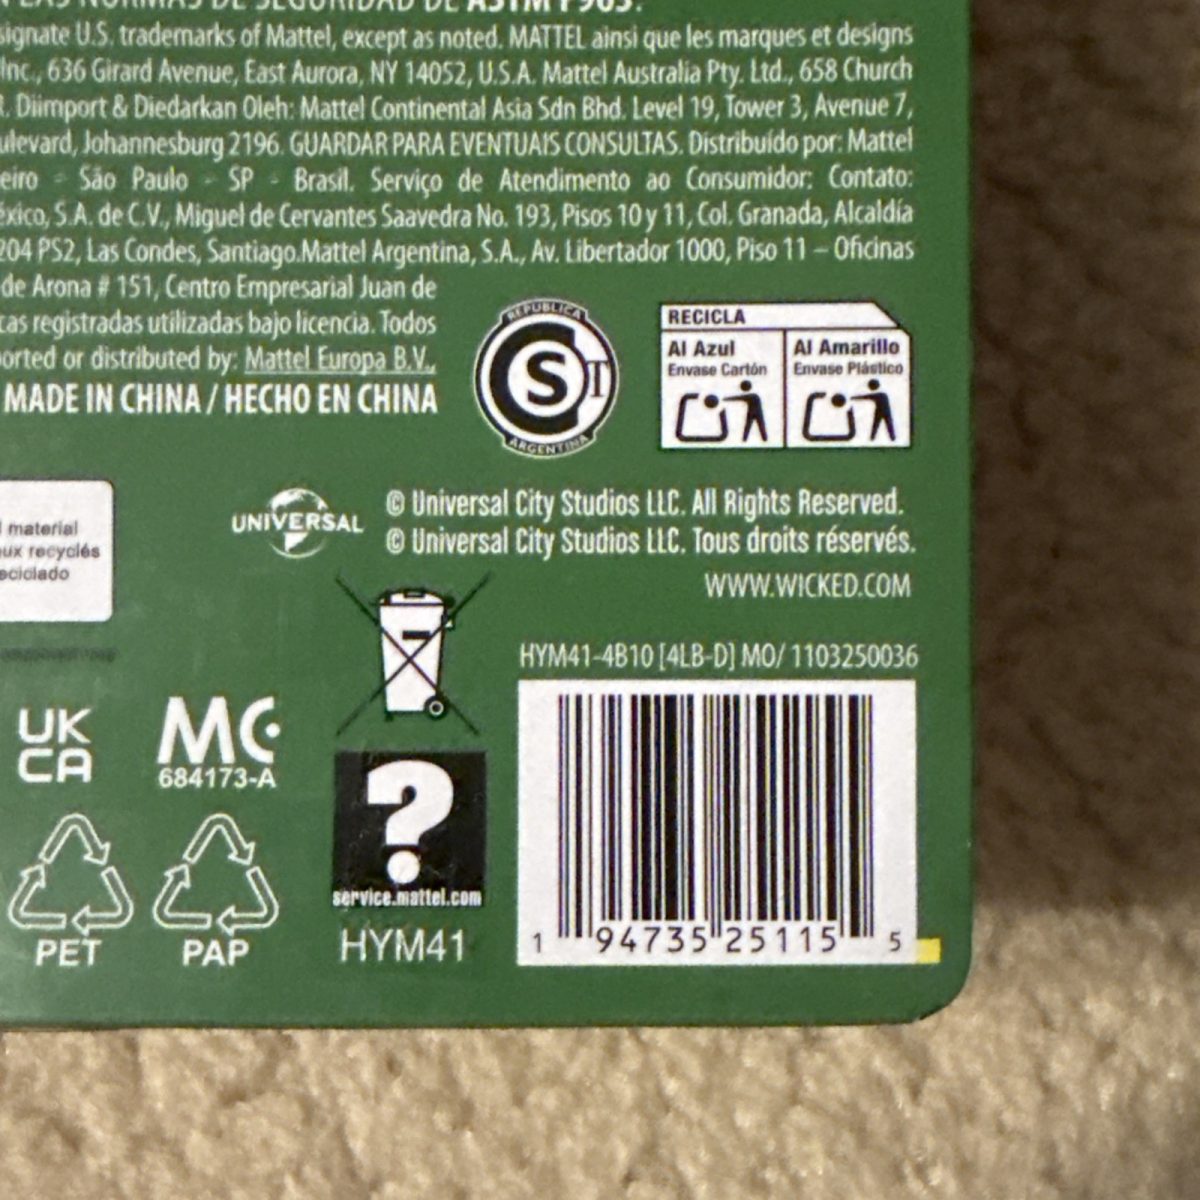 LAS NORMAS DE SEGURIDAD DE ASTM F963.
signate U.S. trademarks of Mattel, except as noted. MATTEL ainsi que les marques et designs
Inc., 636 Girard Avenue, East Aurora, NY 14052, U.S.A. Mattel Australia Pty. Ltd., 658 Church
. Diimport & Diedarkan Oleh: Mattel Continental Asia Sdn Bhd. Level 19, Tower 3, Avenue 7,
ulevard, Johannesburg 2196. GUARDAR PARA EVENTUAIS CONSULTAS. Distribuído por: Mattel
eiro - São Paulo - SP - Brasil. Serviço de Atendimento ao Consumidor: Contato:
éxico, S.A. de C.V., Miguel de Cervantes Saavedra No. 193, Pisos 10 y 11, Col. Granada, Alcaldía
204 PS2, Las Condes, Santiago.Mattel Argentina, S.A., Av. Libertador 1000, Piso 11 – Oficinas
de Arona # 151, Centro Empresarial Juan de
cas registradas utilizadas bajo licencia. Todos
ported or distributed by: Mattel Europa B.V.,
MADE IN CHINA / HECHO EN CHINA
REPUBLICA
S T
ARGENTINA
RECICLA
Al Azul
Envase Cartón
Al Amarillo
Envase Plástico
l material
ux recyclés
eciclado
UNIVERSAL
© Universal City Studios LLC. All Rights Reserved.
© Universal City Studios LLC. Tous droits réservés.
WWW.WICKED.COM
HYM41-4B10 [4LB-D] MO/ 1103250036
UK
CA
MC
684173-A
?
service.mattel.com
HYM41
PET
PAP
1 94735 25115 5